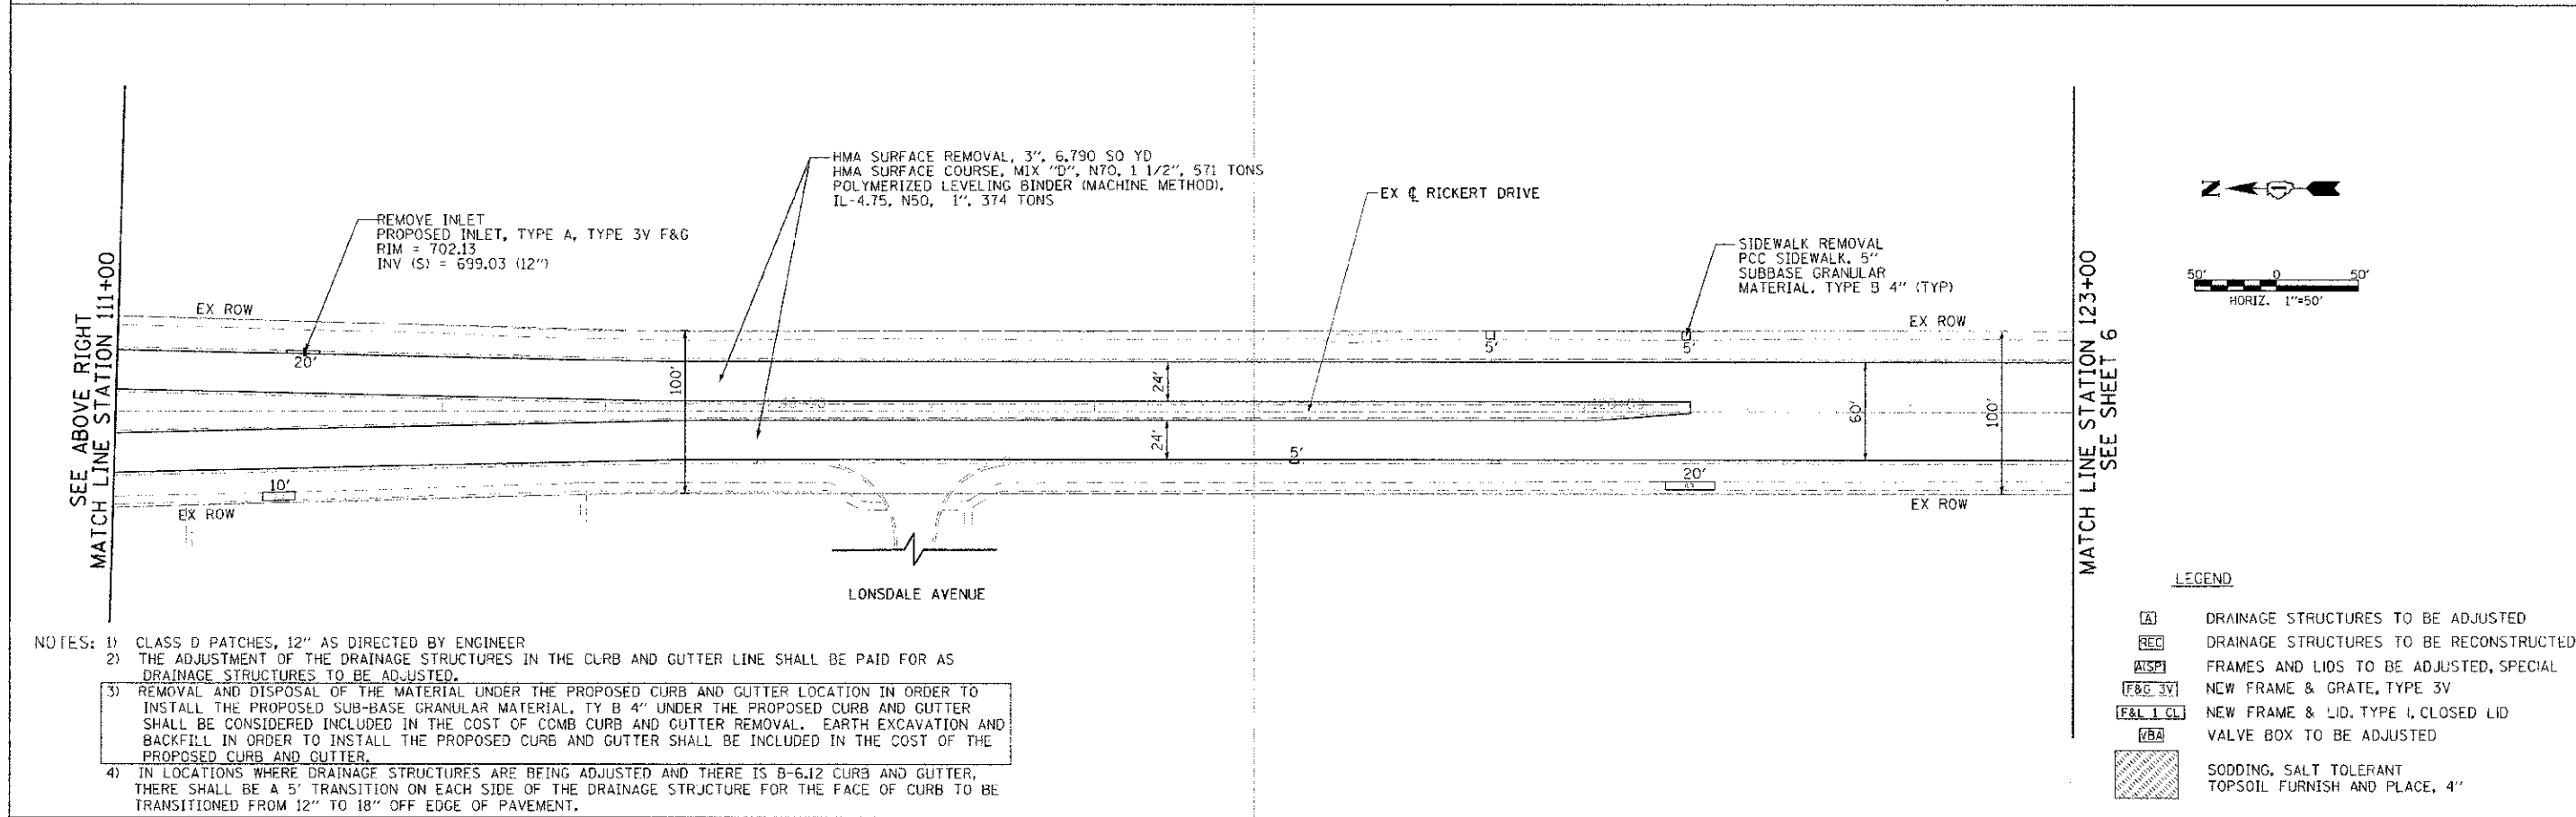 HMA SURFACE REMOVAL, 3", 6,790 SQ YD
HMA SURFACE COURSE, MIX "D", N70, 1 1/2", 571 TONS
POLYMERIZED LEVELING BINDER (MACHINE METHOD),
IL-4.75, N50, 1", 374 TONS
REMOVE INLET
PROPOSED INLET, TYPE A, TYPE 3V F&G
RIM = 702.13
INV (S) = 699.03 (12")
EX ℄ RICKERT DRIVE
SIDEWALK REMOVAL
PCC SIDEWALK, 5"
SUBBASE GRANULAR
MATERIAL, TYPE B 4" (TYP)
Z
50' 0 50'
HORIZ. 1"=50'
SEE ABOVE RIGHT
MATCH LINE STATION 111+00
MATCH LINE STATION 123+00
SEE SHEET 6
EX ROW
EX ROW
20'
5'
5'
100'
24'
24'
60'
100'
5'
10'
20'
EX ROW
EX ROW
LONSDALE AVENUE
NOTES: 1) CLASS D PATCHES, 12" AS DIRECTED BY ENGINEER
2) THE ADJUSTMENT OF THE DRAINAGE STRUCTURES IN THE CURB AND GUTTER LINE SHALL BE PAID FOR AS
DRAINAGE STRUCTURES TO BE ADJUSTED.
3) REMOVAL AND DISPOSAL OF THE MATERIAL UNDER THE PROPOSED CURB AND GUTTER LOCATION IN ORDER TO
INSTALL THE PROPOSED SUB-BASE GRANULAR MATERIAL, TY B 4" UNDER THE PROPOSED CURB AND GUTTER
SHALL BE CONSIDERED INCLUDED IN THE COST OF COMB CURB AND GUTTER REMOVAL. EARTH EXCAVATION AND
BACKFILL IN ORDER TO INSTALL THE PROPOSED CURB AND GUTTER SHALL BE INCLUDED IN THE COST OF THE
PROPOSED CURB AND GUTTER.
4) IN LOCATIONS WHERE DRAINAGE STRUCTURES ARE BEING ADJUSTED AND THERE IS B-6.12 CURB AND GUTTER,
THERE SHALL BE A 5' TRANSITION ON EACH SIDE OF THE DRAINAGE STRUCTURE FOR THE FACE OF CURB TO BE
TRANSITIONED FROM 12" TO 18" OFF EDGE OF PAVEMENT.
LEGEND
A DRAINAGE STRUCTURES TO BE ADJUSTED
REC DRAINAGE STRUCTURES TO BE RECONSTRUCTED
A(SP) FRAMES AND LIDS TO BE ADJUSTED, SPECIAL
F&G 3V NEW FRAME & GRATE, TYPE 3V
F&L 1 CL NEW FRAME & LID, TYPE 1, CLOSED LID
VBA VALVE BOX TO BE ADJUSTED
SODDING, SALT TOLERANT
TOPSOIL FURNISH AND PLACE, 4"